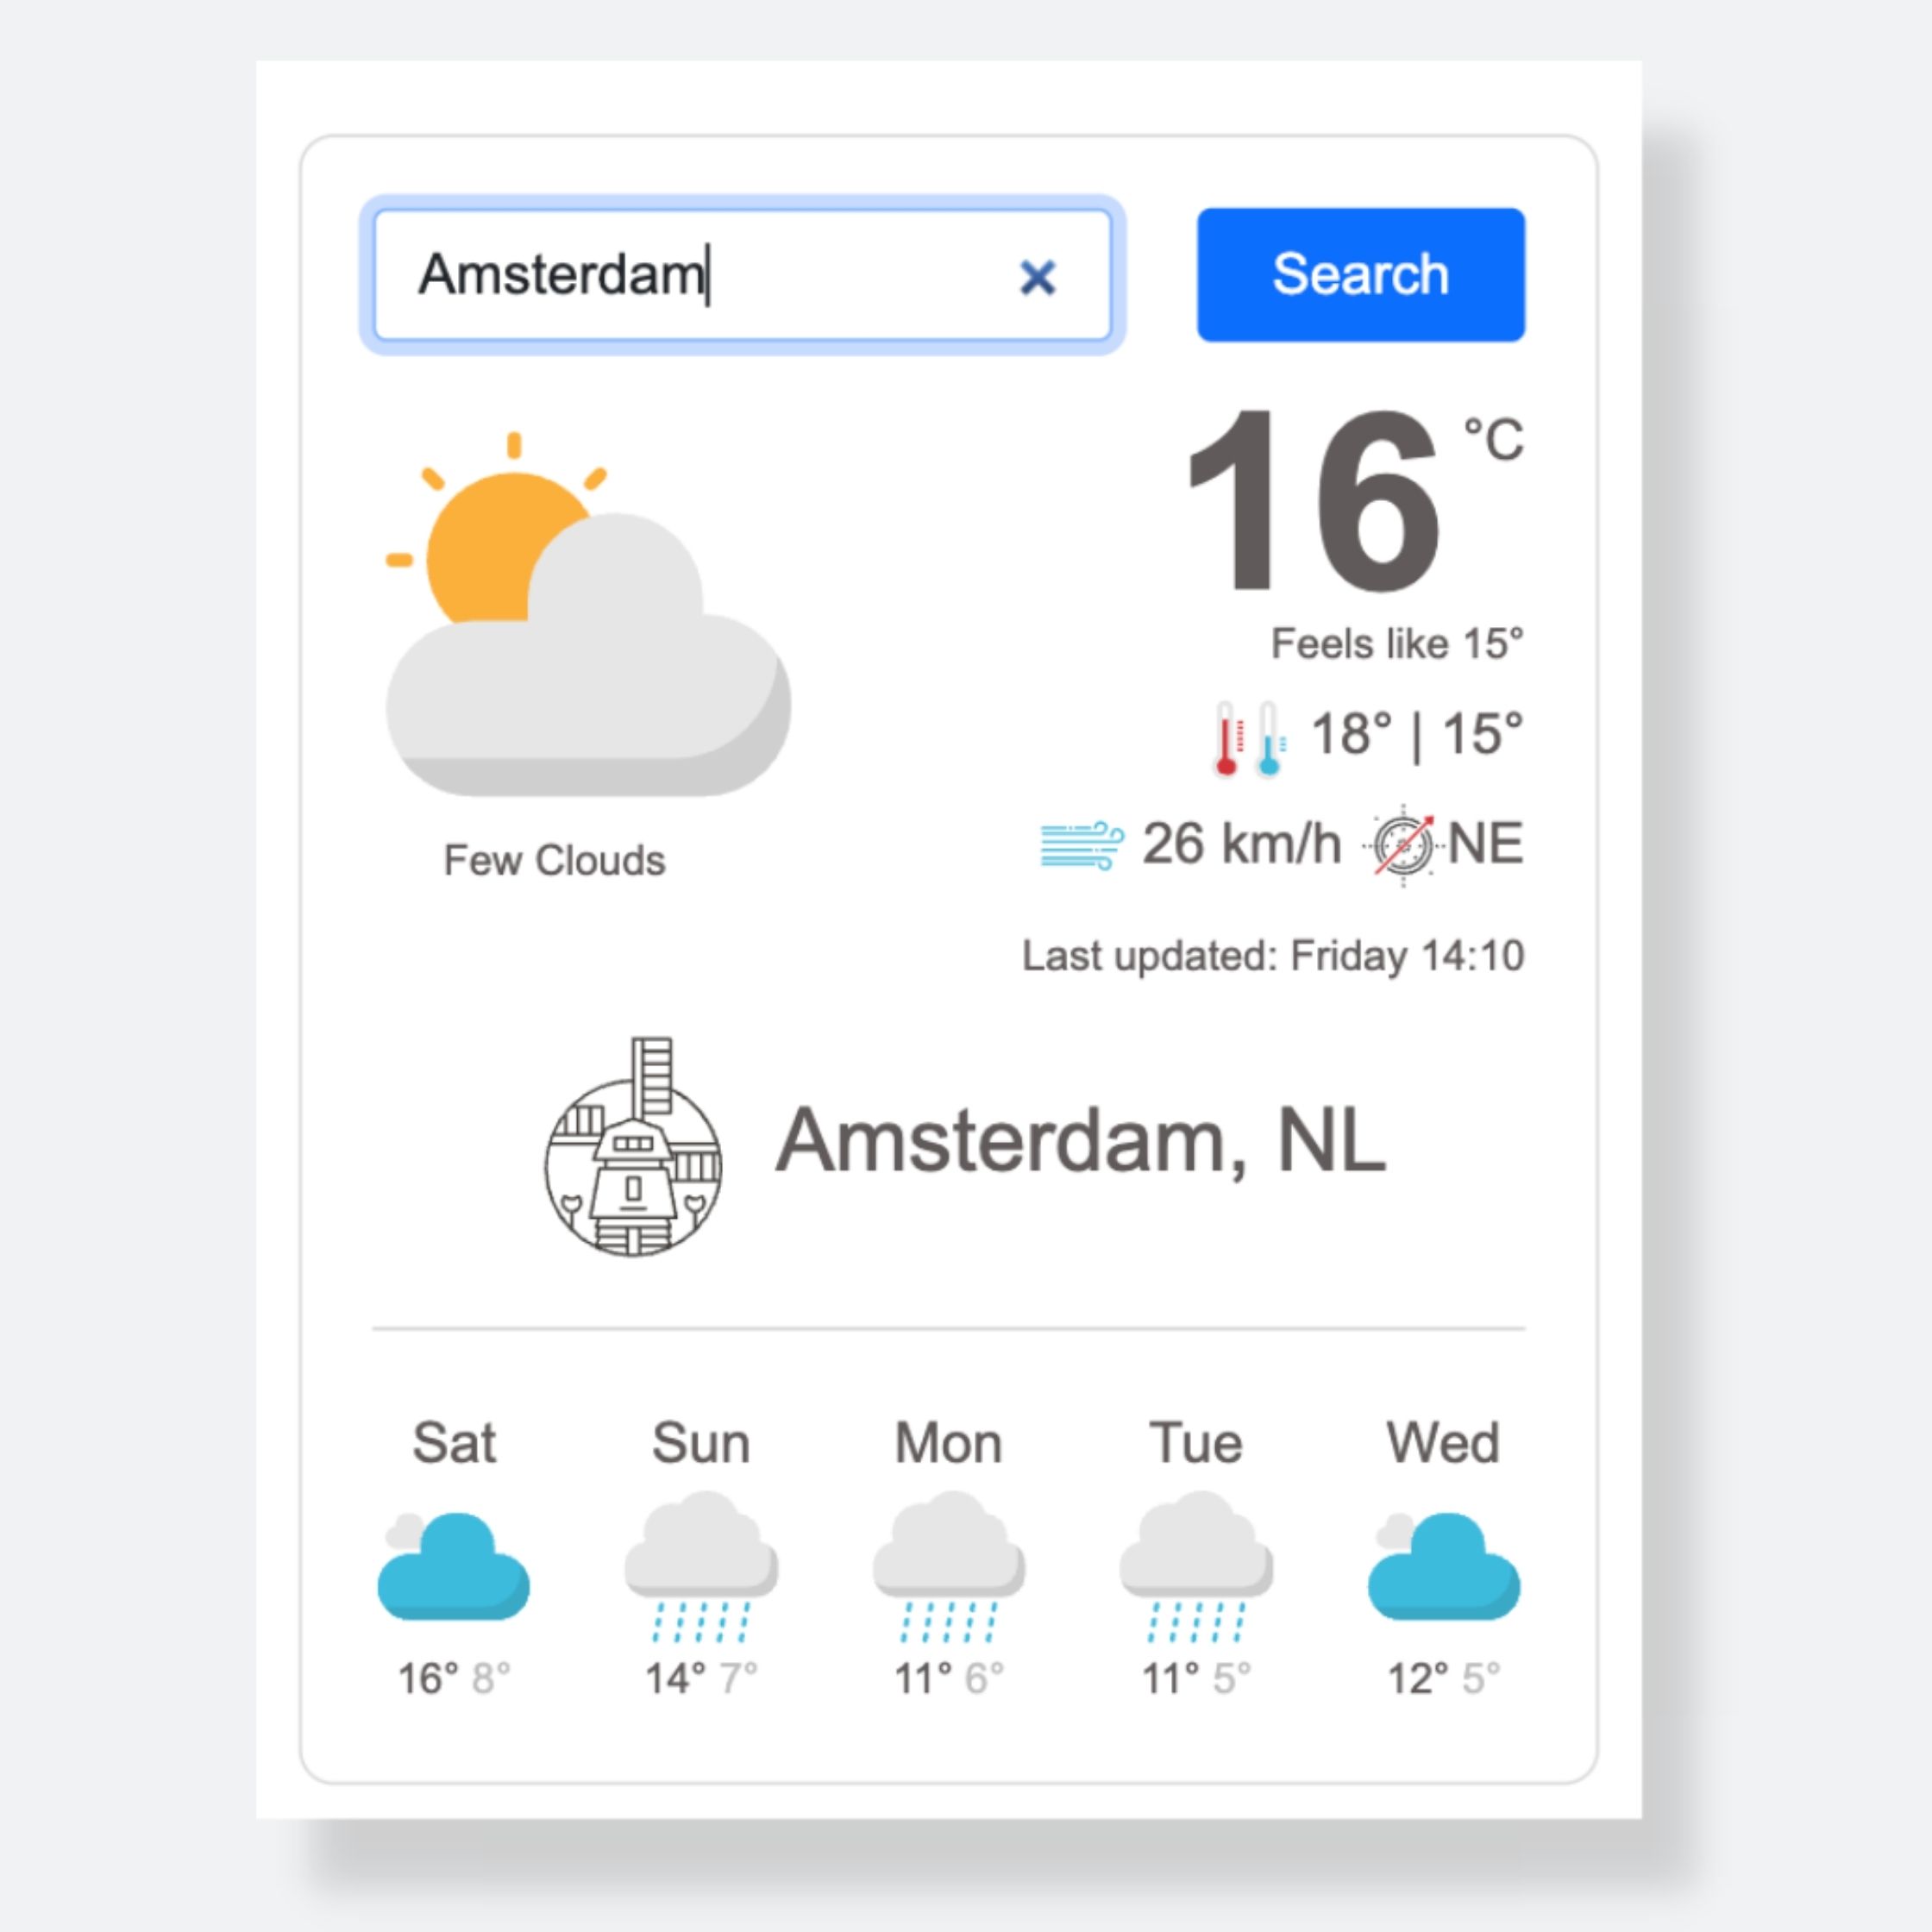 Amsterdam
Search
16 °C
Feels like 15°
18° | 15°
26 km/h NE
Few Clouds
Last updated: Friday 14:10
Amsterdam, NL
Sat Sun Mon Tue Wed
16° 8° 14° 7° 11° 6° 11° 5° 12° 5°